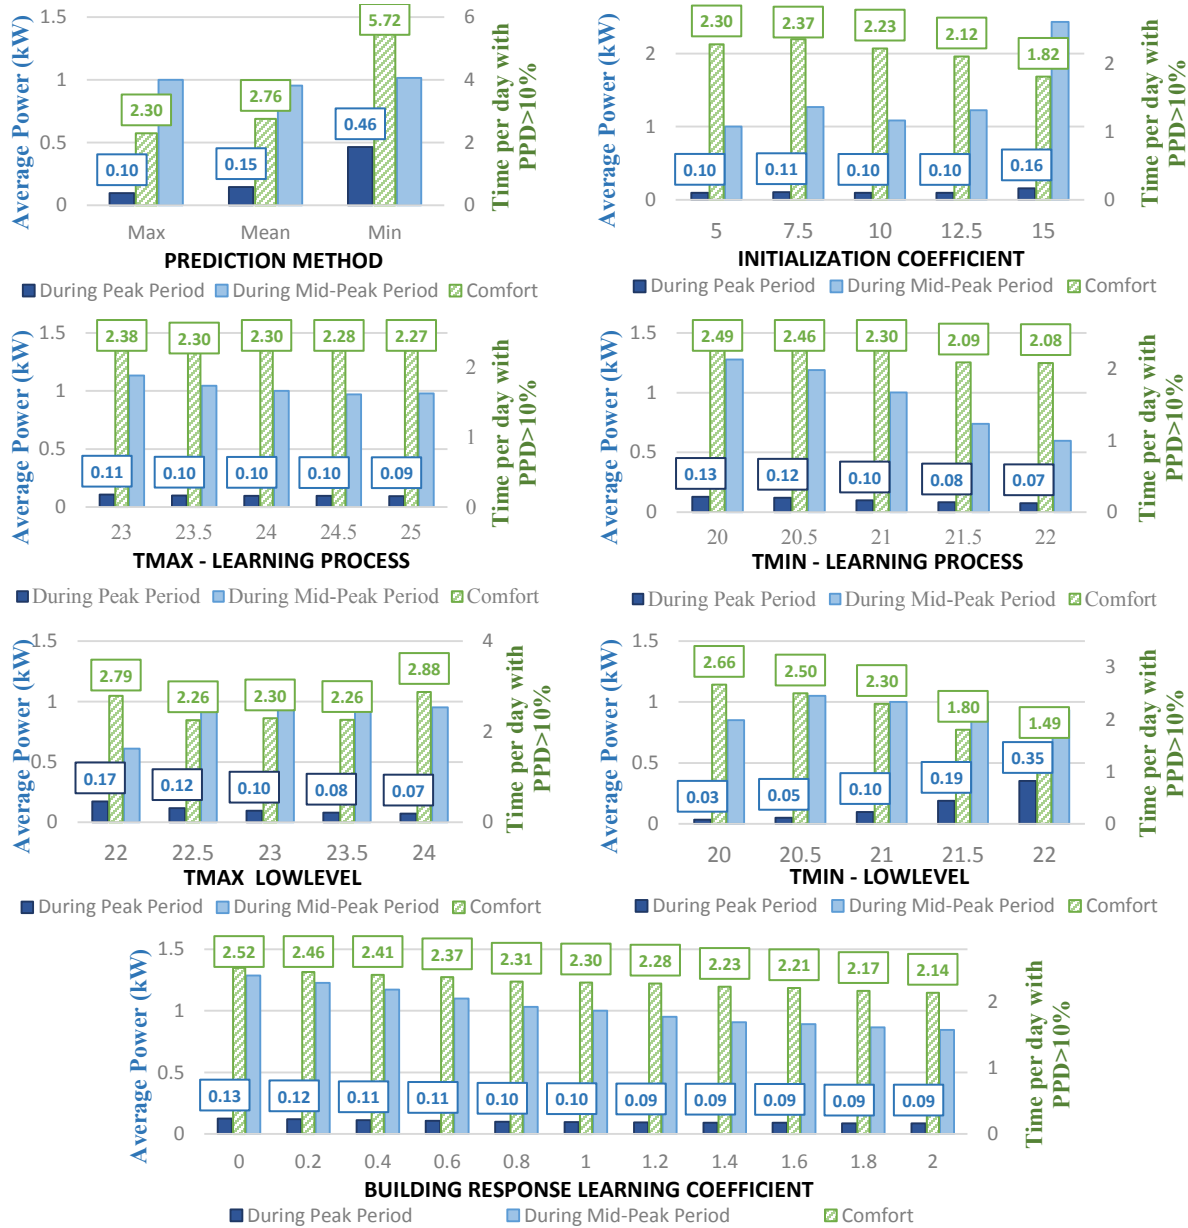 Average Power (kW)
1.5
1
0.5
0
6
4
2
0
Time per day with
PPD>10%
2.30
2.76
5.72
0.10
0.15
0.46
Max Mean Min
PREDICTION METHOD
During Peak Period During Mid-Peak Period Comfort
Average Power (kW)
2
1
0
2
1
0
Time per day with
PPD>10%
2.30 2.37 2.23 2.12 1.82
0.10 0.11 0.10 0.10 0.16
5 7.5 10 12.5 15
INITIALIZATION COEFFICIENT
During Peak Period During Mid-Peak Period Comfort
Average Power (kW)
1.5
1
0.5
0
2
1
0
Time per day with
PPD>10%
2.38 2.30 2.30 2.28 2.27
0.11 0.10 0.10 0.10 0.09
23 23.5 24 24.5 25
TMAX - LEARNING PROCESS
During Peak Period During Mid-Peak Period Comfort
Average Power (kW)
1.5
1
0.5
0
2
1
0
Time per day with
PPD>10%
2.49 2.46 2.30 2.09 2.08
0.13 0.12 0.10 0.08 0.07
20 20.5 21 21.5 22
TMIN - LEARNING PROCESS
During Peak Period During Mid-Peak Period Comfort
Average Power (kW)
1.5
1
0.5
0
4
2
0
Time per day with
PPD>10%
2.79 2.26 2.30 2.26 2.88
0.17 0.12 0.10 0.08 0.07
22 22.5 23 23.5 24
TMAX LOWLEVEL
During Peak Period During Mid-Peak Period Comfort
Average Power (kW)
1.5
1
0.5
0
3
2
1
0
Time per day with
PPD>10%
2.66 2.50 2.30 1.80 1.49
0.03 0.05 0.10 0.19 0.35
20 20.5 21 21.5 22
TMIN - LOWLEVEL
During Peak Period During Mid-Peak Period Comfort
Average Power (kW)
1.5
1
0.5
0
2
1
0
Time per day with
PPD>10%
2.52 2.46 2.41 2.37 2.31 2.30 2.28 2.23 2.21 2.17 2.14
0.13 0.12 0.11 0.11 0.10 0.10 0.09 0.09 0.09 0.09 0.09
0 0.2 0.4 0.6 0.8 1 1.2 1.4 1.6 1.8 2
BUILDING RESPONSE LEARNING COEFFICIENT
During Peak Period During Mid-Peak Period Comfort